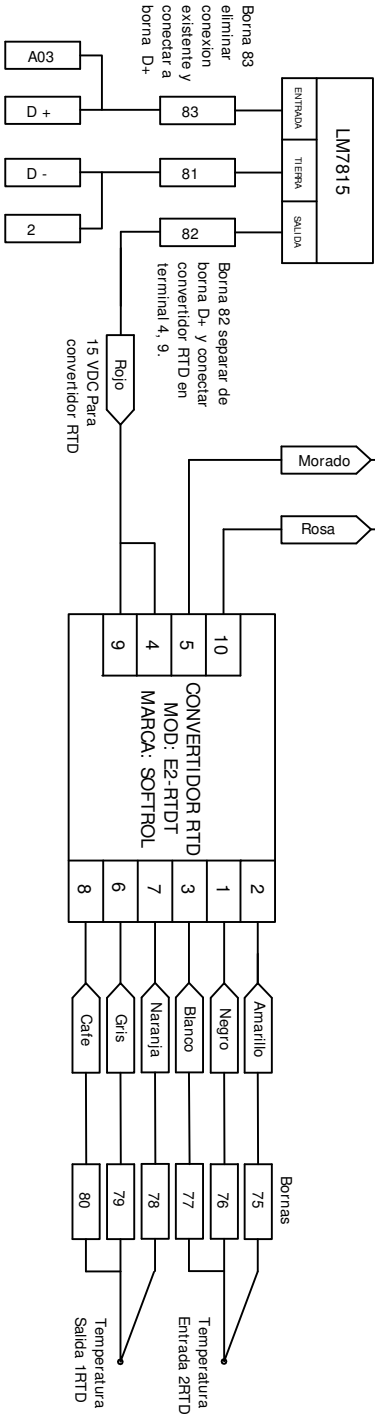 LM7815
ENTRADA
TIERRA
SALIDA
83
81
82
A03
D +
D -
2
Borna 83
eliminar
conexion
existente y
conectar a
borna D+
Borna 82 separar de
borna D+ y conectar
convertidor RTD en
terminal 4, 9.
Rojo
15 VDC Para
convertidor RTD
Morado
Rosa
10
5
4
9
CONVERTIDOR RTD
MOD: E2-RTDT
MARCA: SOFTROL
2
1
3
7
6
8
Amarillo
Negro
Blanco
Naranja
Gris
Cafe
Bornas
75
76
77
78
79
80
Temperatura
Entrada 2RTD
Temperatura
Salida 1RTD